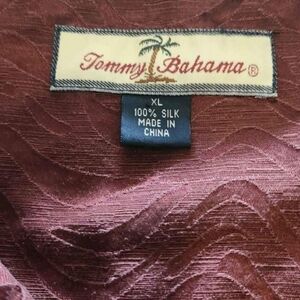 Tommy Bahama®
XL
100% SILK
MADE IN
CHINA